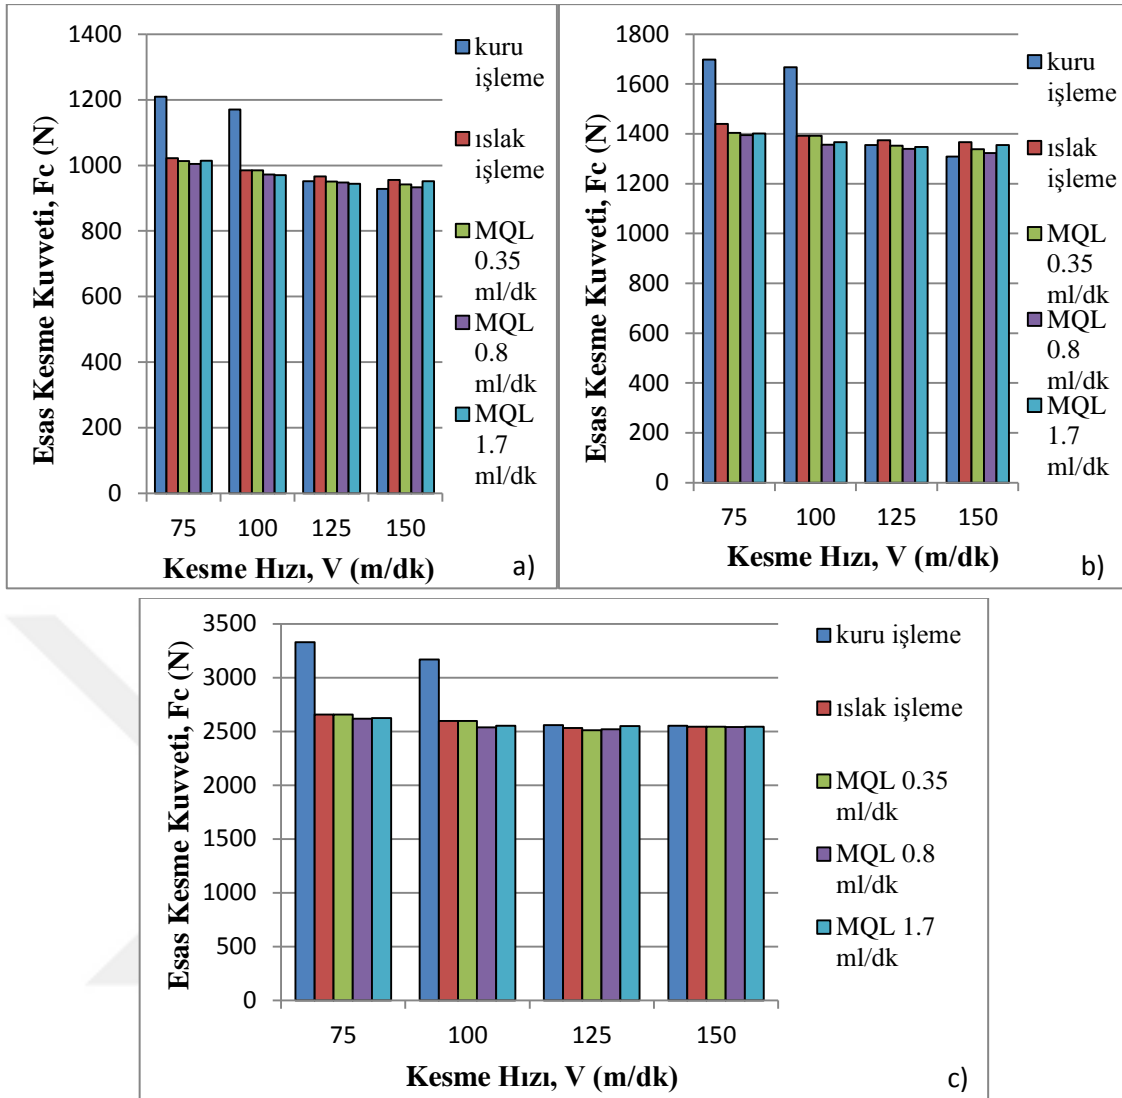 Esas Kesme Kuvveti, Fc (N)
1400
1200
1000
800
600
400
200
0
75 100 125 150
Kesme Hızı, V (m/dk)
kuru
işleme
ıslak
işleme
MQL
0.35
ml/dk
MQL
0.8
ml/dk
MQL
1.7
ml/dk
a)
Esas Kesme Kuvveti, Fc (N)
1800
1600
1400
1200
1000
800
600
400
200
0
75 100 125 150
Kesme Hızı, V (m/dk)
kuru
işleme
ıslak
işleme
MQL
0.35
ml/dk
MQL
0.8
ml/dk
MQL
1.7
ml/dk
b)
Esas Kesme Kuvveti, Fc (N)
3500
3000
2500
2000
1500
1000
500
0
75 100 125 150
Kesme Hızı, V (m/dk)
kuru işleme
ıslak işleme
MQL 0.35
ml/dk
MQL 0.8
ml/dk
MQL 1.7
ml/dk
c)